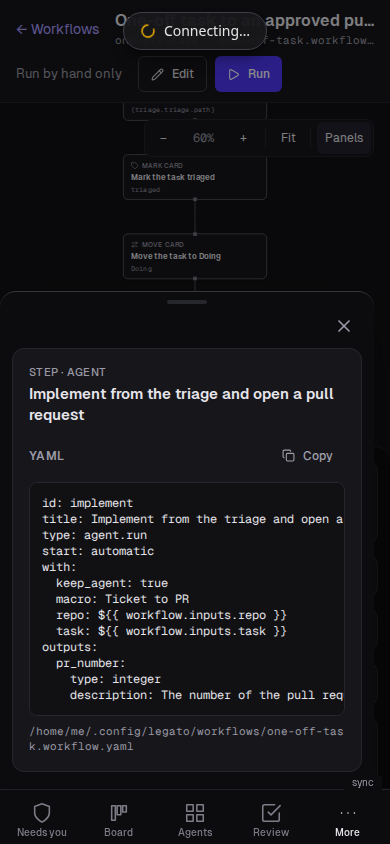 ← Workflows
approved pu…
Connecting…
Run by hand only
Edit
Run
{triage.triage.path}
− 60% + Fit Panels
MARK CARD
Mark the task triaged
triaged
MOVE CARD
Move the task to Doing
Doing
STEP · AGENT
Implement from the triage and open a pull
request
YAML
Copy
id: implement
title: Implement from the triage and open a
type: agent.run
start: automatic
with:
  keep_agent: true
  macro: Ticket to PR
  repo: ${{ workflow.inputs.repo }}
  task: ${{ workflow.inputs.task }}
outputs:
  pr_number:
    type: integer
    description: The number of the pull req
/home/me/.config/legato/workflows/one-off-tas
k.workflow.yaml
sync
Needs you
Board
Agents
Review
More